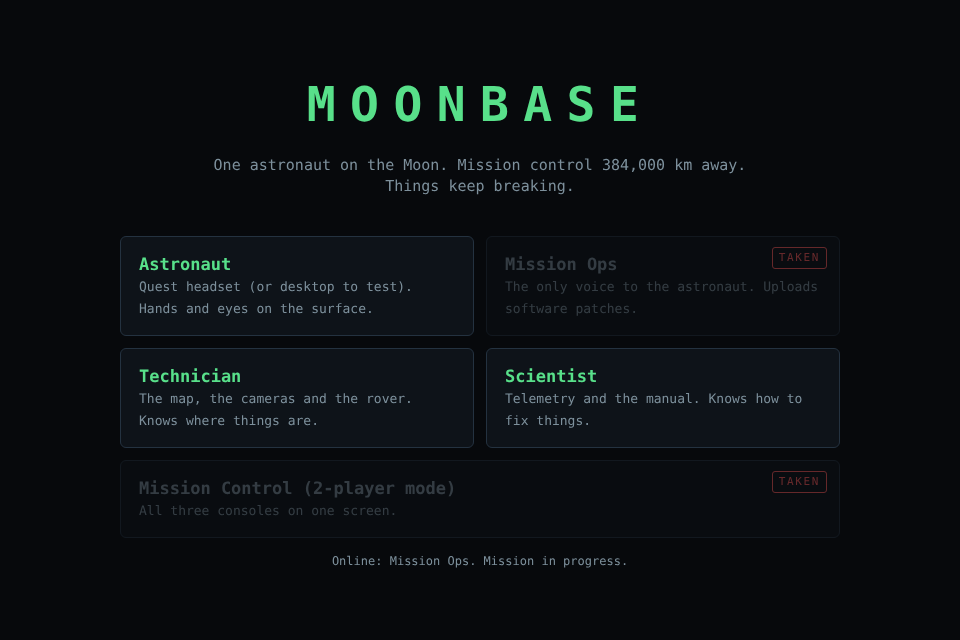 MOONBASE
One astronaut on the Moon. Mission control 384,000 km away.
Things keep breaking.
Astronaut
Quest headset (or desktop to test).
Hands and eyes on the surface.
TAKEN
Mission Ops
The only voice to the astronaut. Uploads
software patches.
Technician
The map, the cameras and the rover.
Knows where things are.
Scientist
Telemetry and the manual. Knows how to
fix things.
TAKEN
Mission Control (2-player mode)
All three consoles on one screen.
Online: Mission Ops. Mission in progress.